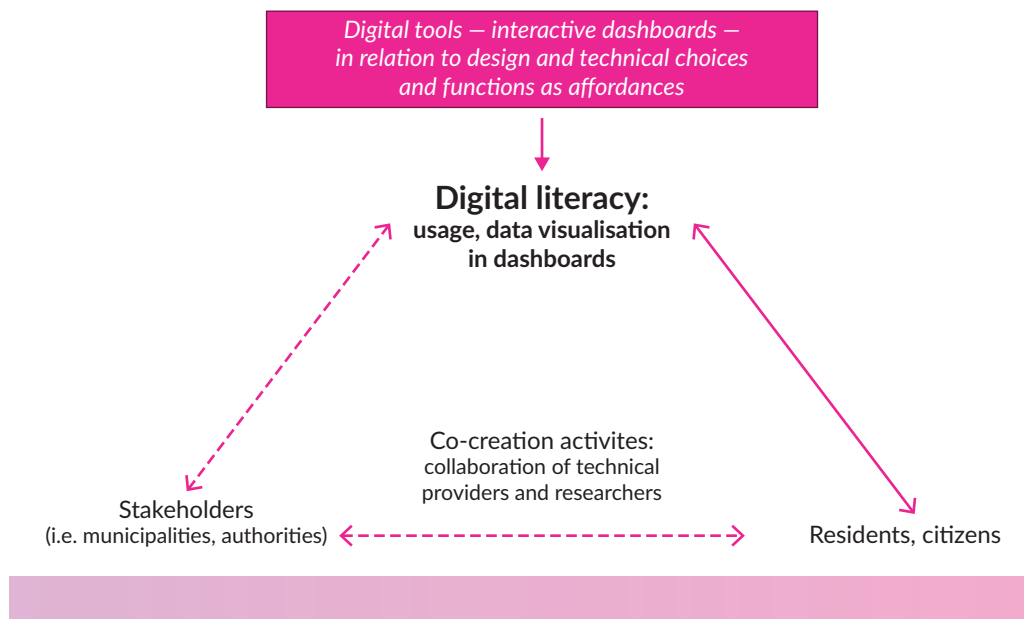 Digital tools — interactive dashboards —
in relation to design and technical choices
and functions as affordances
Digital literacy:
usage, data visualisation
in dashboards
Co-creation activites:
collaboration of technical
providers and researchers
Stakeholders
(i.e. municipalities, authorities)
Residents, citizens